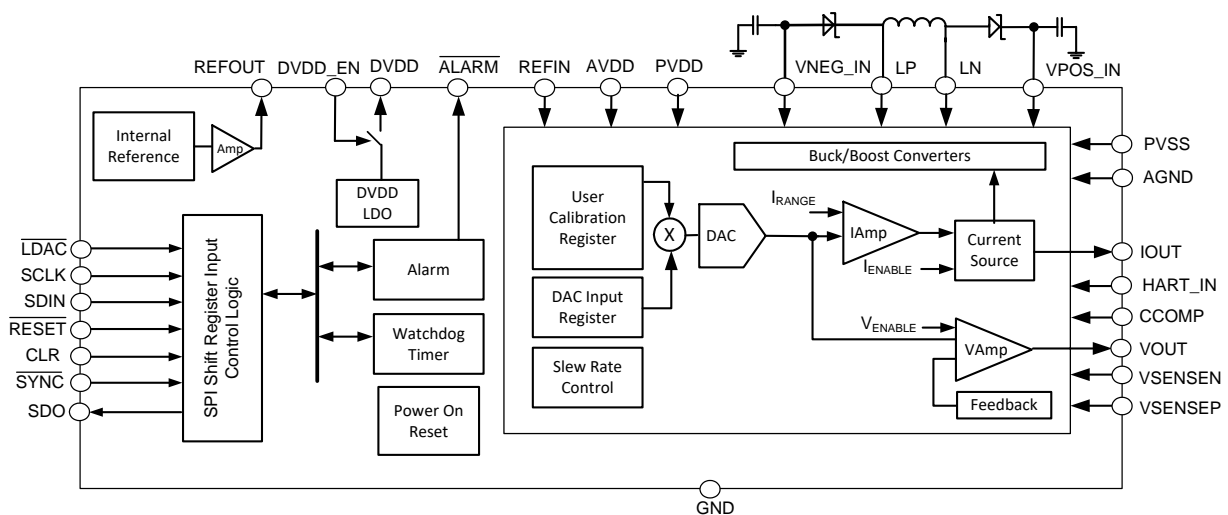 REFOUT
DVDD_EN
DVDD
ALARM
REFIN
AVDD
PVDD
VNEG_IN
LP
LN
VPOS_IN
Internal
Reference
Amp
DVDD
LDO
Buck/Boost Converters
PVSS
AGND
User
Calibration
Register
X
DAC
IRANGE
IAmp
IENABLE
Current
Source
IOUT
HART_IN
CCOMP
VOUT
VSENSEN
VSENSEP
LDAC
SCLK
SDIN
RESET
CLR
SYNC
SDO
SPI Shift Register Input
Control Logic
Alarm
Watchdog
Timer
Power On
Reset
DAC Input
Register
Slew Rate
Control
VENABLE
VAmp
Feedback
GND